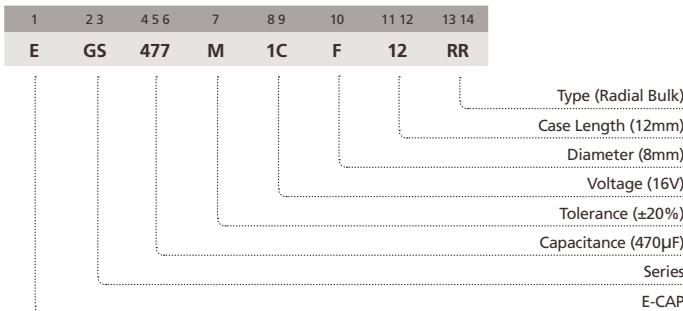 1 2 3 4 5 6 7 8 9 10 11 12 13 14
E GS 477 M 1C F 12 RR
Type (Radial Bulk)
Case Length (12mm)
Diameter (8mm)
Voltage (16V)
Tolerance (±20%)
Capacitance (470µF)
Series
E-CAP